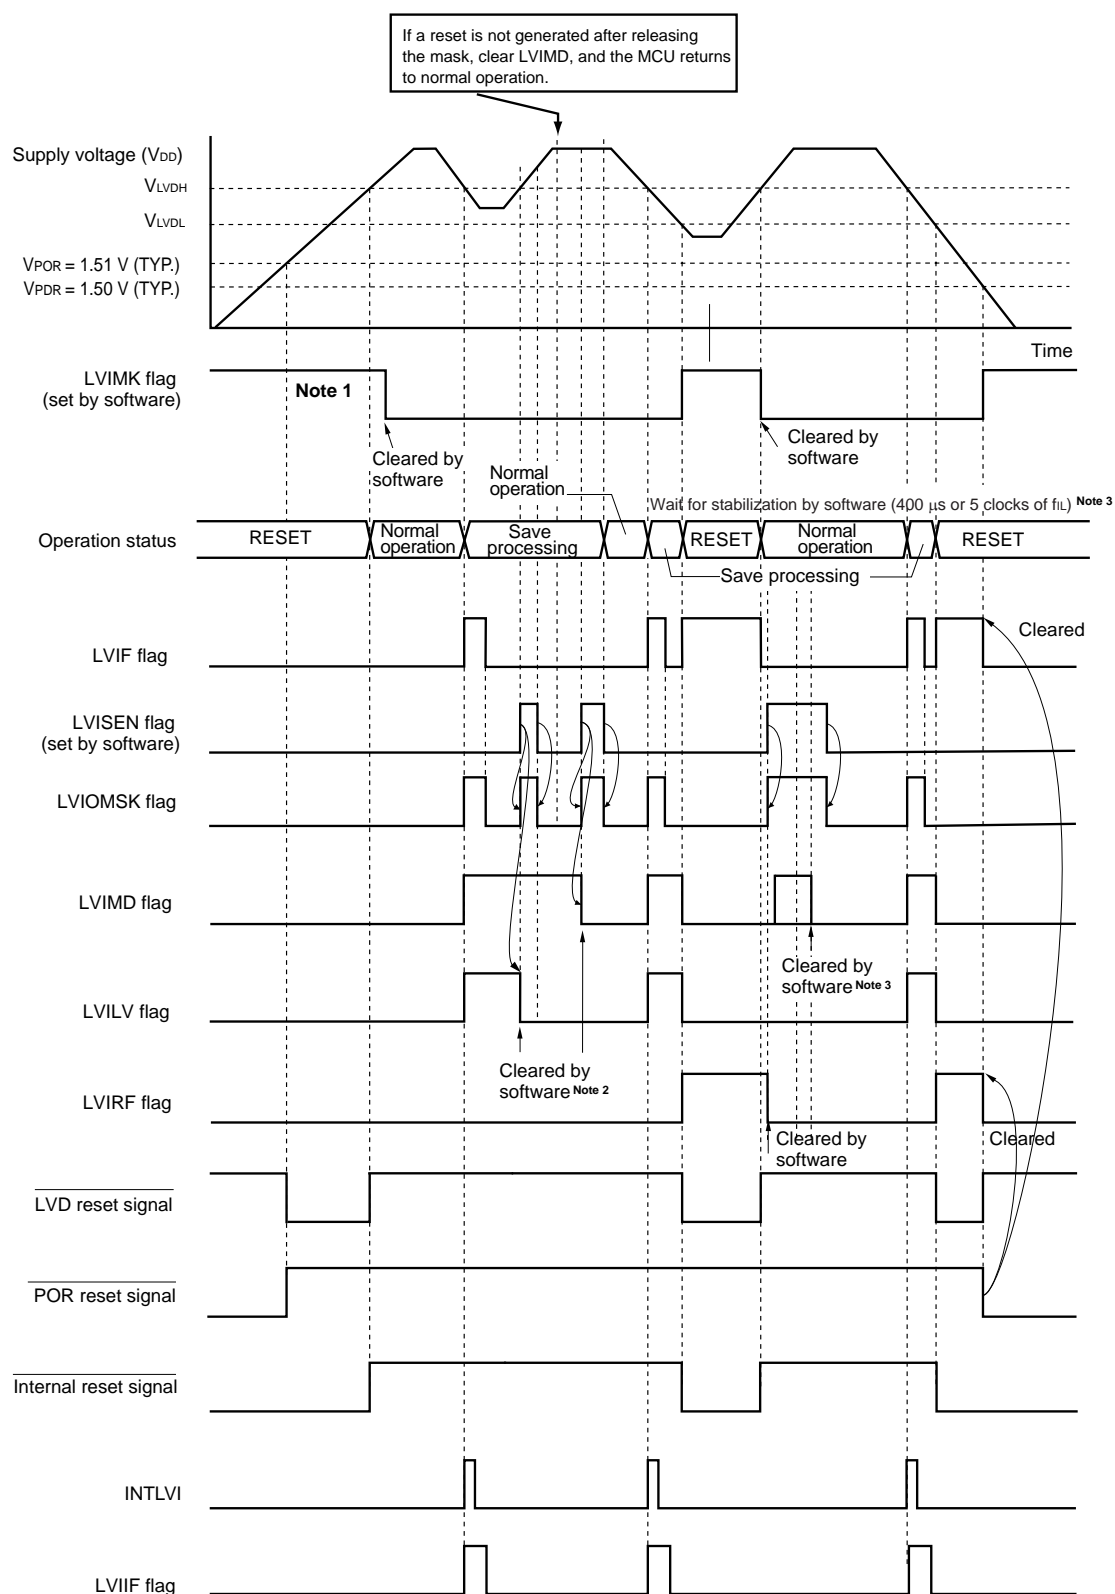 If a reset is not generated after releasing
the mask, clear LVIMD, and the MCU returns
to normal operation.
Supply voltage (VDD)
VLVDH
VLVDL
VPOR = 1.51 V (TYP.)
VPDR = 1.50 V (TYP.)
Time
LVIMK flag
(set by software)
Note 1
Cleared by
software
Cleared by
software
Normal
operation
Wait for stabilization by software (400 μs or 5 clocks of fIL) Note 3
Operation status
RESET
Normal
operation
Save
processing
RESET
Normal
operation
RESET
Save processing
LVIF flag
Cleared
LVISEN flag
(set by software)
LVIOMSK flag
LVIMD flag
Cleared by
software Note 3
LVILV flag
Cleared by
software Note 2
LVIRF flag
Cleared by
software
Cleared
LVD reset signal
POR reset signal
Internal reset signal
INTLVI
LVIIF flag